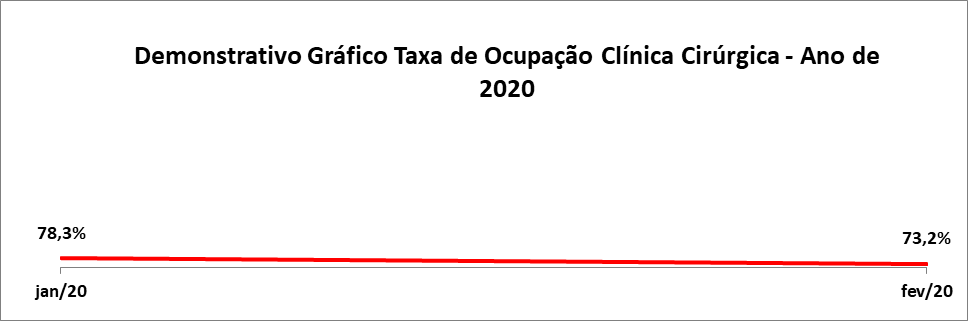 Demonstrativo Gráfico Taxa de Ocupação Clínica Cirúrgica - Ano de
2020
78,3%
73,2%
jan/20
fev/20